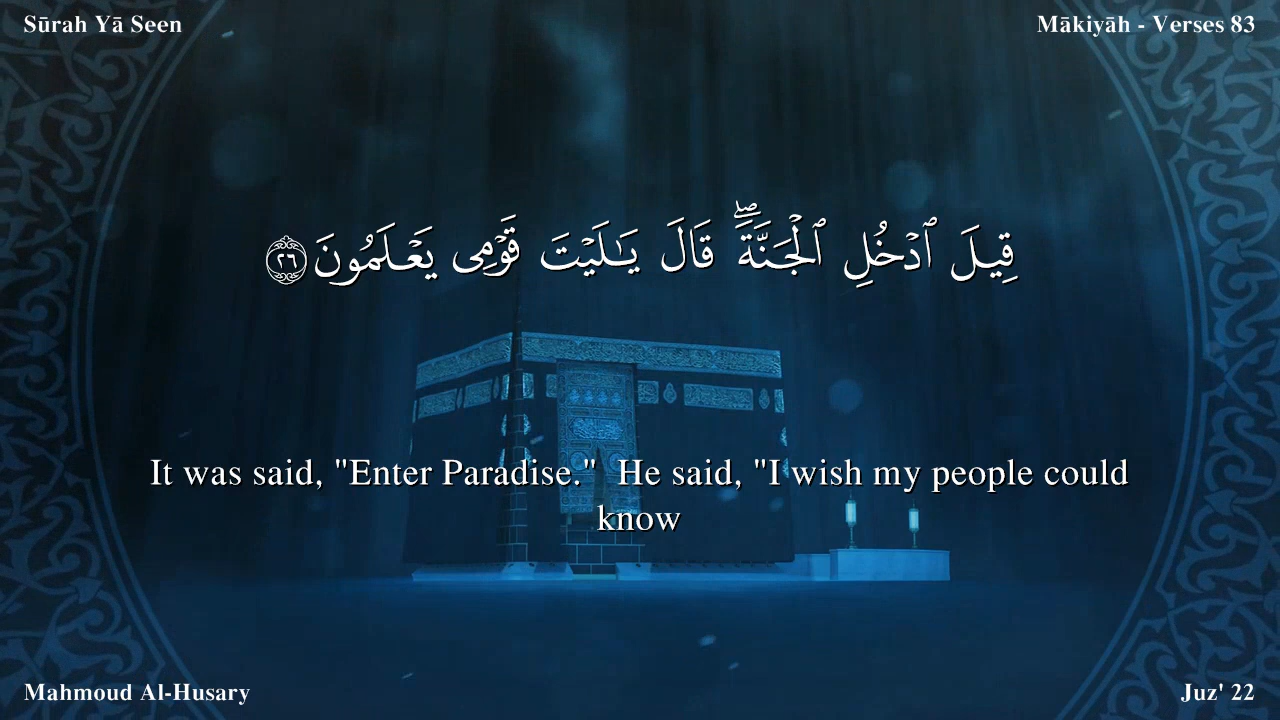 Sūrah Yā Seen
Mākiyāh - Verses 83
قِيلَ ٱدْخُلِ ٱلْجَنَّةَ ۖ قَالَ يَـٰلَيْتَ قَوْمِى يَعْلَمُونَ ٢٦
It was said, "Enter Paradise." He said, "I wish my people could
know
Mahmoud Al-Husary
Juz' 22